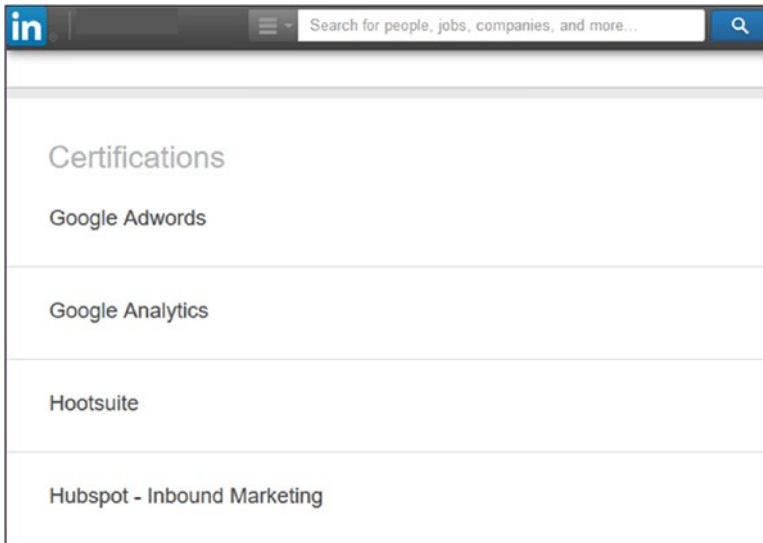 in
Search for people, jobs, companies, and more...
Certifications
Google Adwords
Google Analytics
Hootsuite
Hubspot - Inbound Marketing